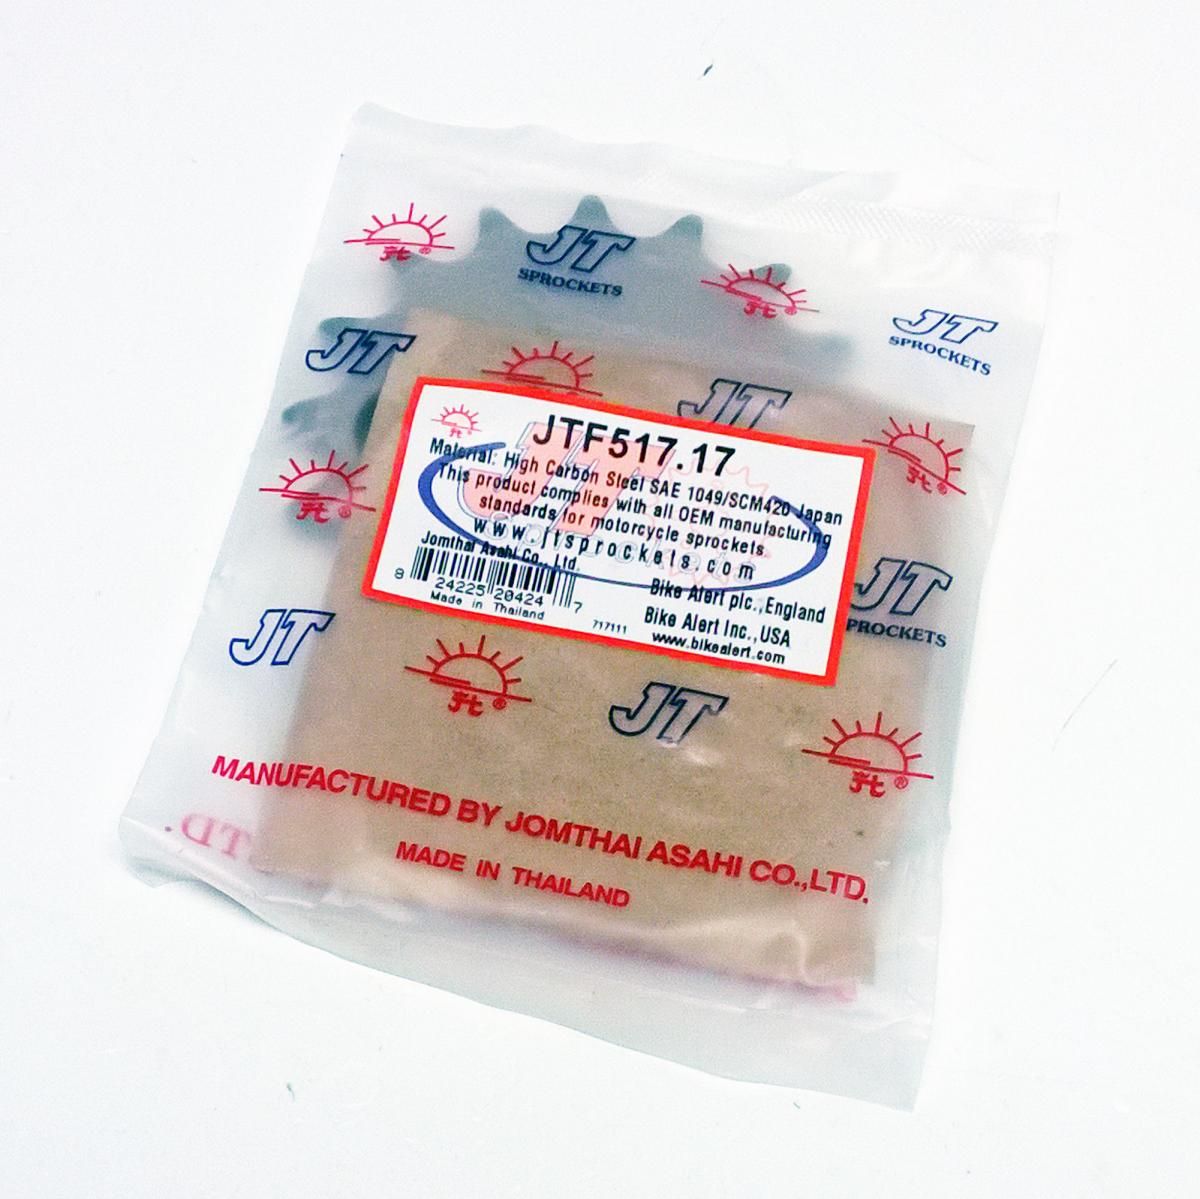 JT
SPROCKETS
JT
SPROCKETS
JT
JT
JTF517.17
Material: High Carbon Steel SAE 1049/SCM420 Japan
This product complies with all OEM manufacturing
standards for motorcycle sprockets
www.jtsprockets.com
Jomthai Asahi Co., Ltd.
8 24225 20424 7
Made in Thailand
717111
Bike Alert plc.,England
Bike Alert Inc.,USA
www.bikealert.com
JT
SPROCKETS
JT
JT
MANUFACTURED BY JOMTHAI ASAHI CO.,LTD.
MADE IN THAILAND